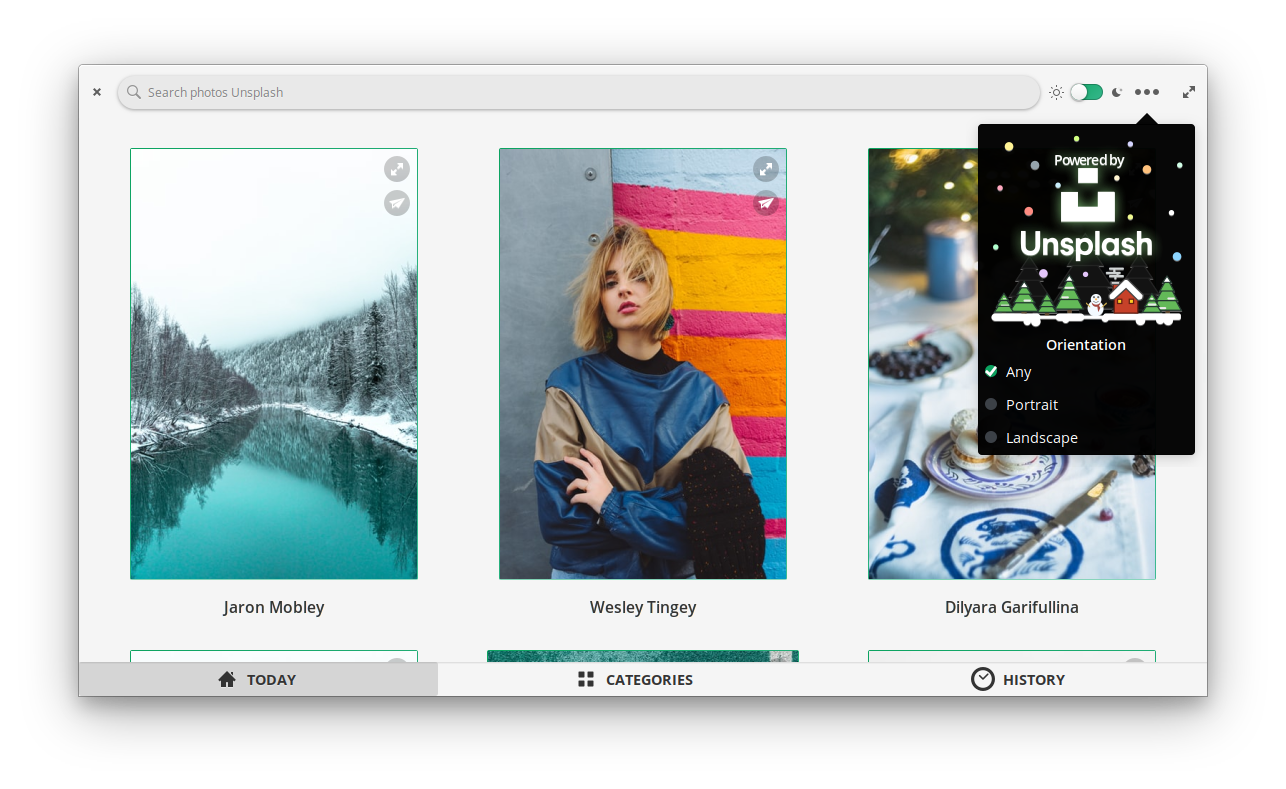 Search photos Unsplash
Powered by
Unsplash
Orientation
Any
Portrait
Landscape
Jaron Mobley
Wesley Tingey
Dilyara Garifullina
TODAY
CATEGORIES
HISTORY